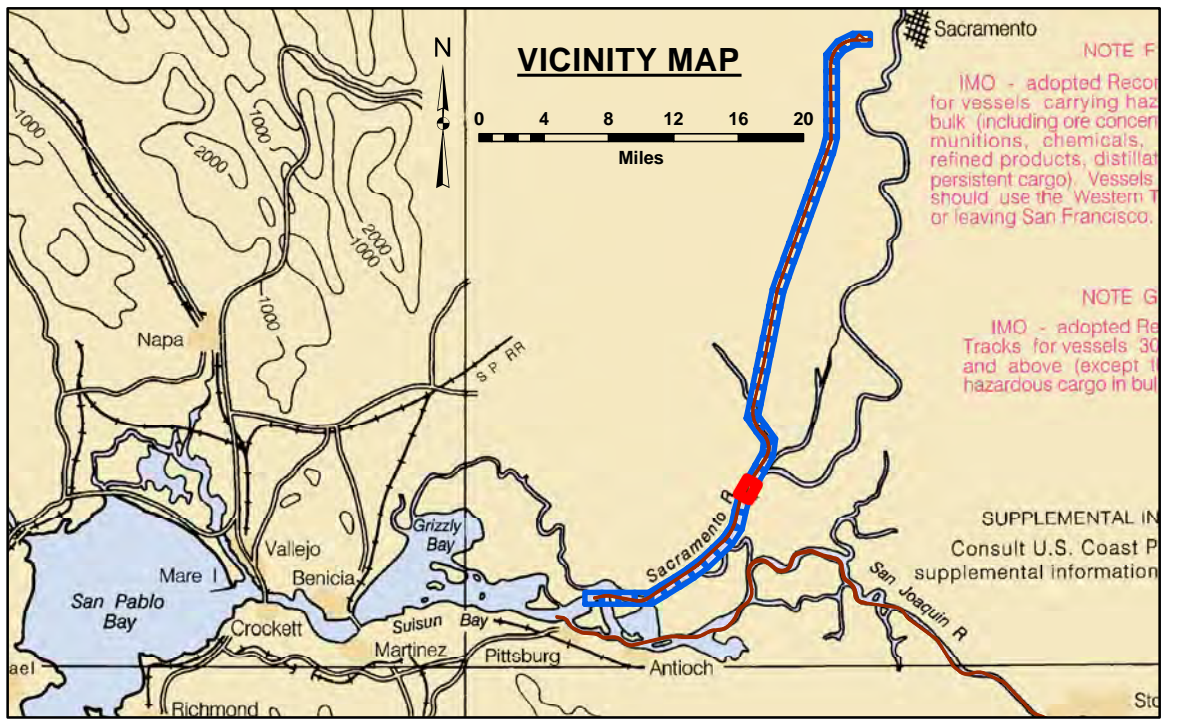 VICINITY MAP
N
0 4 8 12 16 20
Miles
Sacramento
NOTE F
IMO - adopted Recor
for vessels carrying haz
bulk (including ore concen
munitions, chemicals,
refined products, distillat
persistent cargo). Vessels
should use the Western T
or leaving San Francisco.
1000
1000
2000
2000
1000
1000
NOTE G
IMO - adopted Re
Tracks for vessels 30
and above (except
hazardous cargo in bul
Napa
S P RR
Grizzly
Bay
Sacramento R
SUPPLEMENTAL IN
Consult U.S. Coast P
supplemental information
Vallejo
Mare I
Benicia
San Pablo
Bay
Crockett
Suisun Bay
Martinez
Pittsburg
Antioch
San Joaquin R
ael
Richmond
Sto